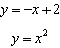 y = −x + 2
y = x²